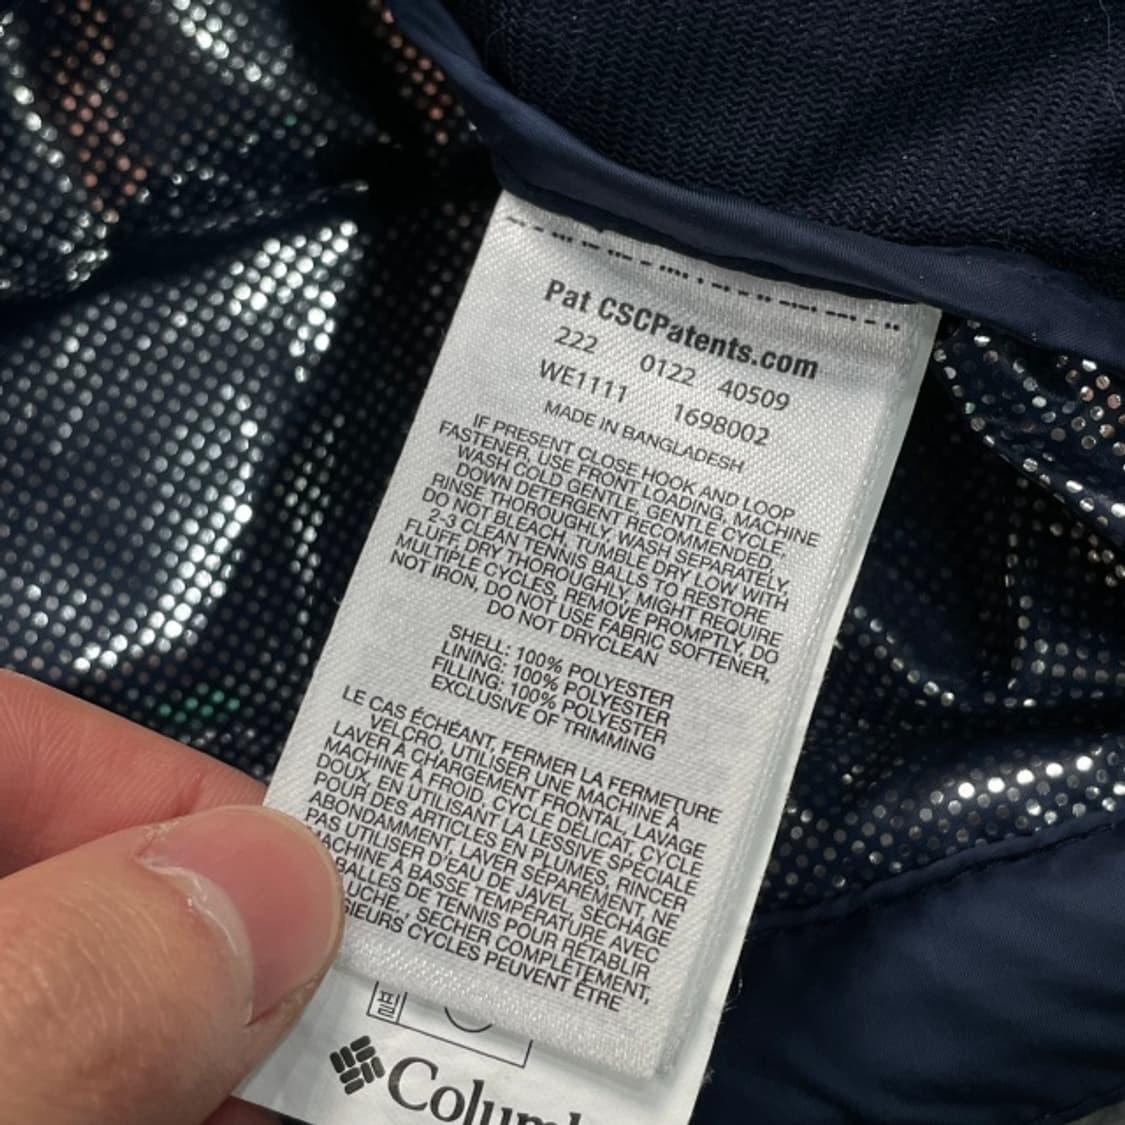 Pat CSCPatents.com
222 0122 40509
WE1111 1698002
MADE IN BANGLADESH
IF PRESENT CLOSE HOOK AND LOOP
FASTENER, USE FRONT LOADING, MACHINE
WASH COLD GENTLE, GENTLE CYCLE,
DOWN DETERGENT RECOMMENDED,
RINSE THOROUGHLY, WASH SEPARATELY,
DO NOT BLEACH, TUMBLE DRY LOW WITH
2-3 CLEAN TENNIS BALLS TO RESTORE
FLUFF, DRY THOROUGHLY, MIGHT REQUIRE
MULTIPLE CYCLES, REMOVE PROMPTLY, DO
NOT IRON, DO NOT USE FABRIC SOFTENER,
DO NOT DRYCLEAN
SHELL: 100% POLYESTER
LINING: 100% POLYESTER
FILLING: 100% POLYESTER
EXCLUSIVE OF TRIMMING
LE CAS ÉCHÉANT, FERMER LA FERMETURE
VELCRO, UTILISER UNE MACHINE À
LAVER À CHARGEMENT FRONTAL, LAVAGE
MACHINE À FROID, CYCLE DÉLICAT, CYCLE
DOUX, EN UTILISANT LA LESSIVE SPÉCIALE
POUR DES ARTICLES EN PLUMES, RINCER
ABONDAMMENT, LAVER SÉPARÉMENT, NE
PAS UTILISER D'EAU DE JAVEL, SÉCHAGE
MACHINE À BASSE TEMPÉRATURE AVEC
BALLES DE TENNIS POUR RÉTABLIR
LUCHE, SÉCHER COMPLÈTEMENT,
SIEURS CYCLES PEUVENT ÊTRE
필
Columb